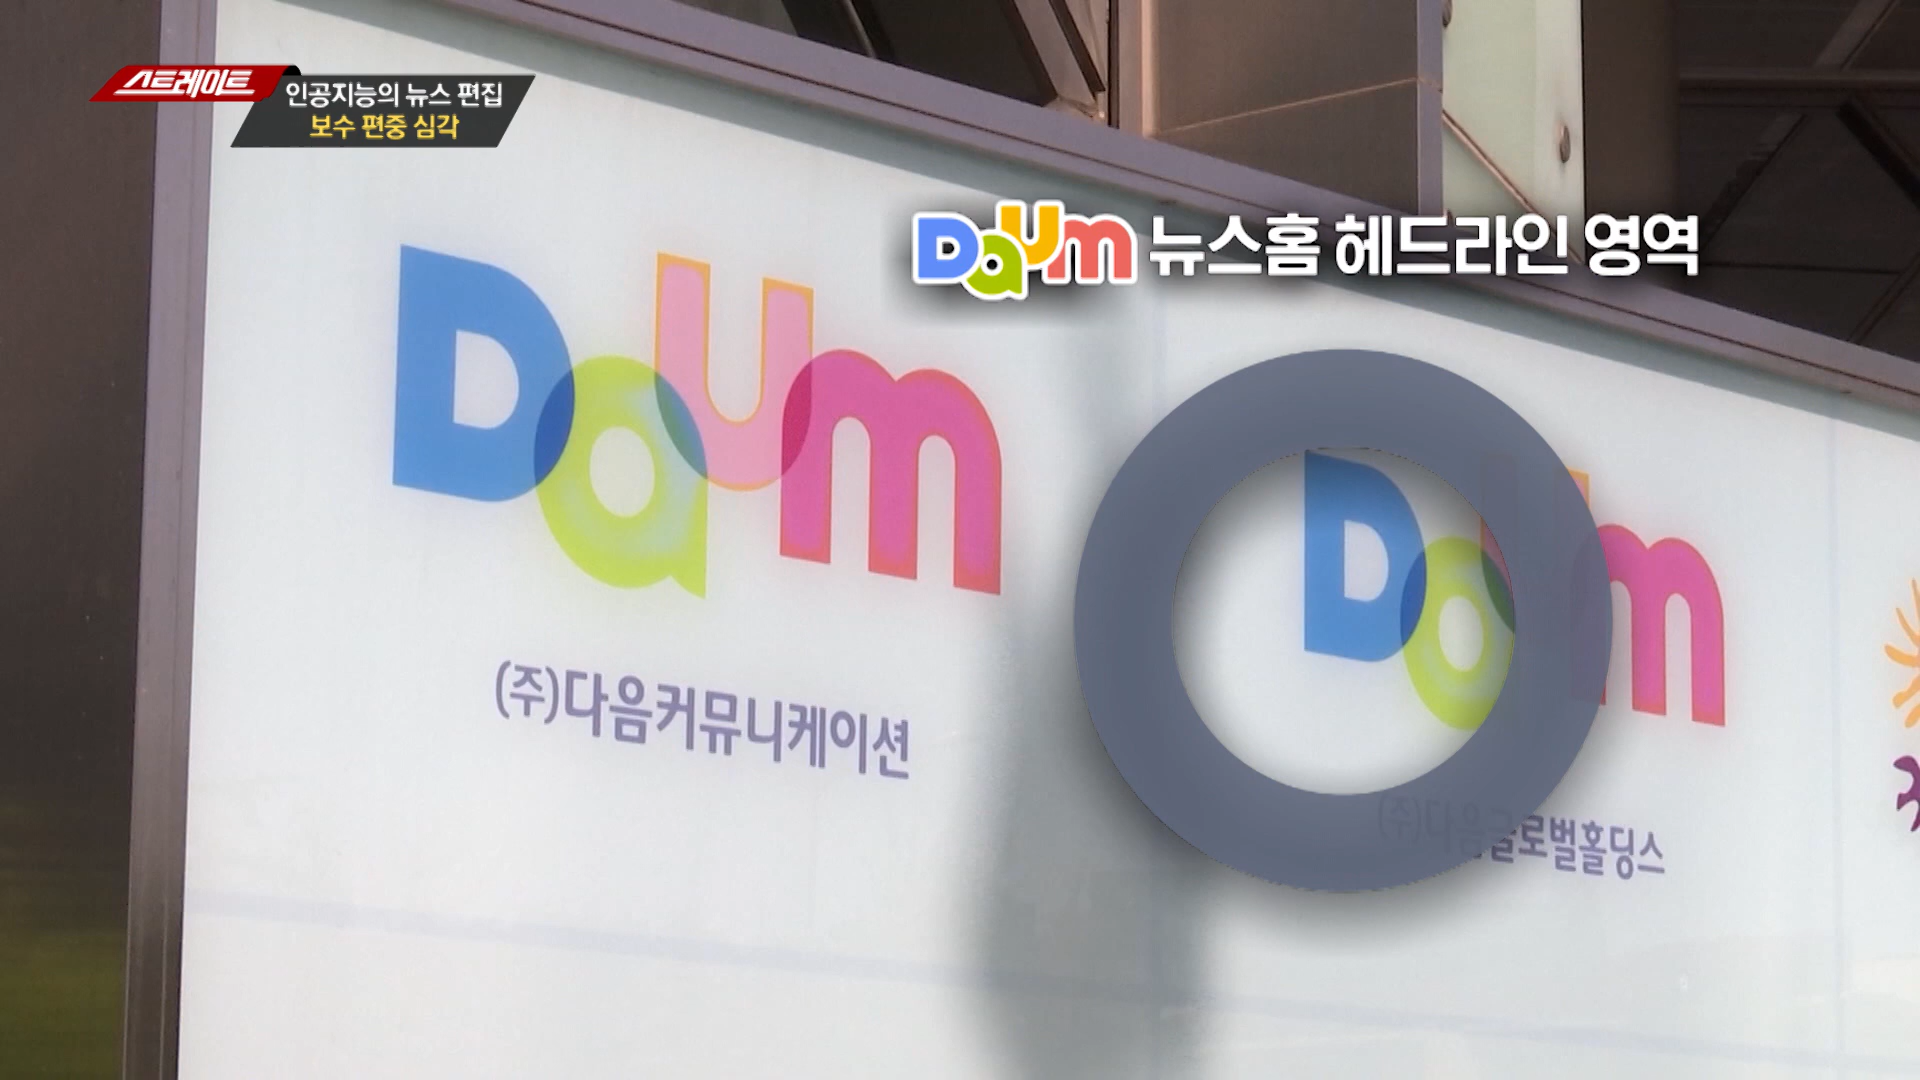 스트레이트
인공지능의 뉴스 편집
보수 편중 심각
Daum 뉴스홈 헤드라인 영역
Daum
(주)다음커뮤니케이션
Daum
(주)다음글로벌홀딩스